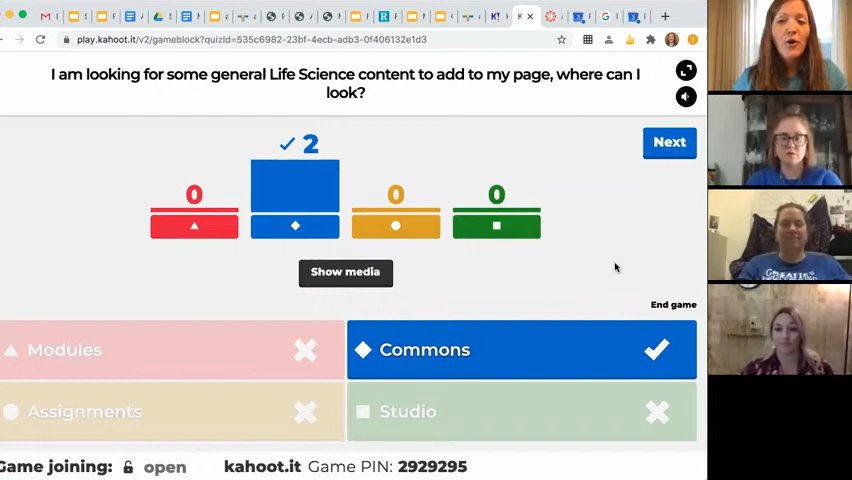 play.kahoot.it/v2/gameblock?quizId=535c6982-23bf-4ecb-adb3-0f406132e1d3
I am looking for some general Life Science content to add to my page, where can I
look?
Next
0
2
0
0
Show media
End game
Modules
Commons
Assignments
Studio
Game joining: open kahoot.it Game PIN: 2929295